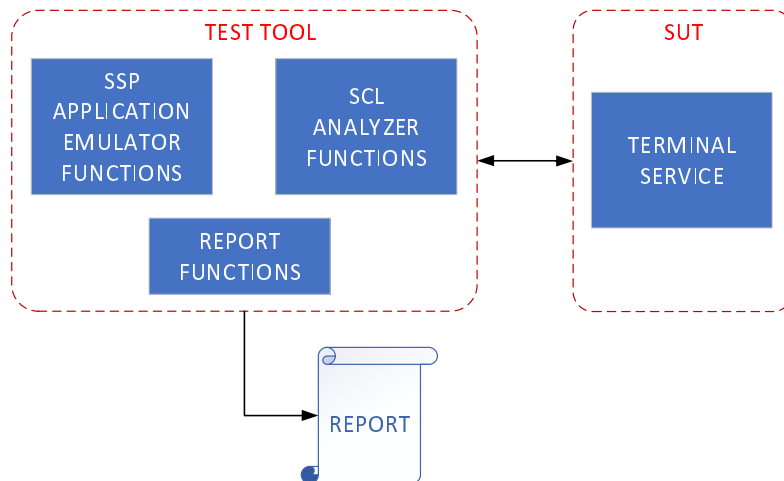 TEST TOOL
SSP
APPLICATION
EMULATOR
FUNCTIONS
SCL
ANALYZER
FUNCTIONS
REPORT
FUNCTIONS
SUT
TERMINAL
SERVICE
REPORT